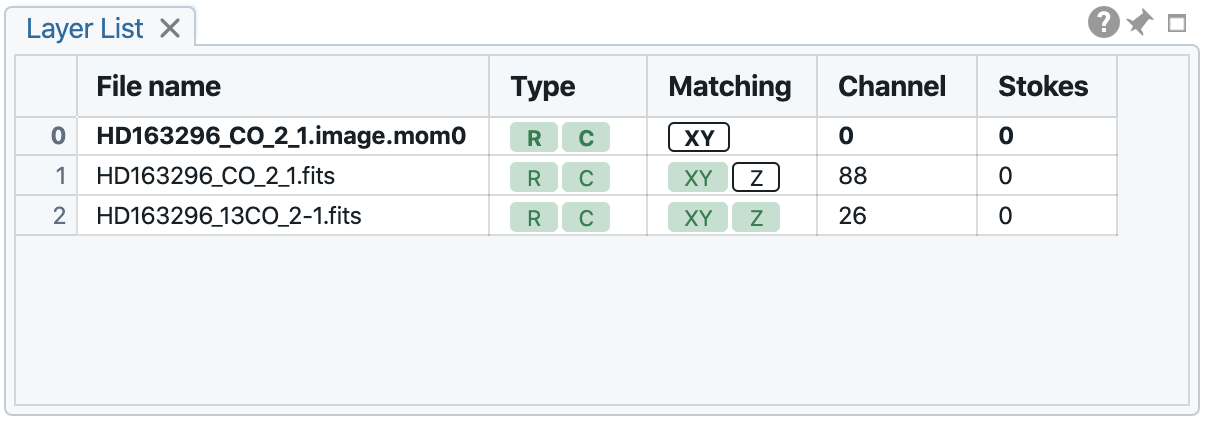 Layer List
File name Type Matching Channel Stokes
0 HD163296_CO_2_1.image.mom0 R C XY 0 0
1 HD163296_CO_2_1.fits R C XY Z 88 0
2 HD163296_13CO_2-1.fits R C XY Z 26 0